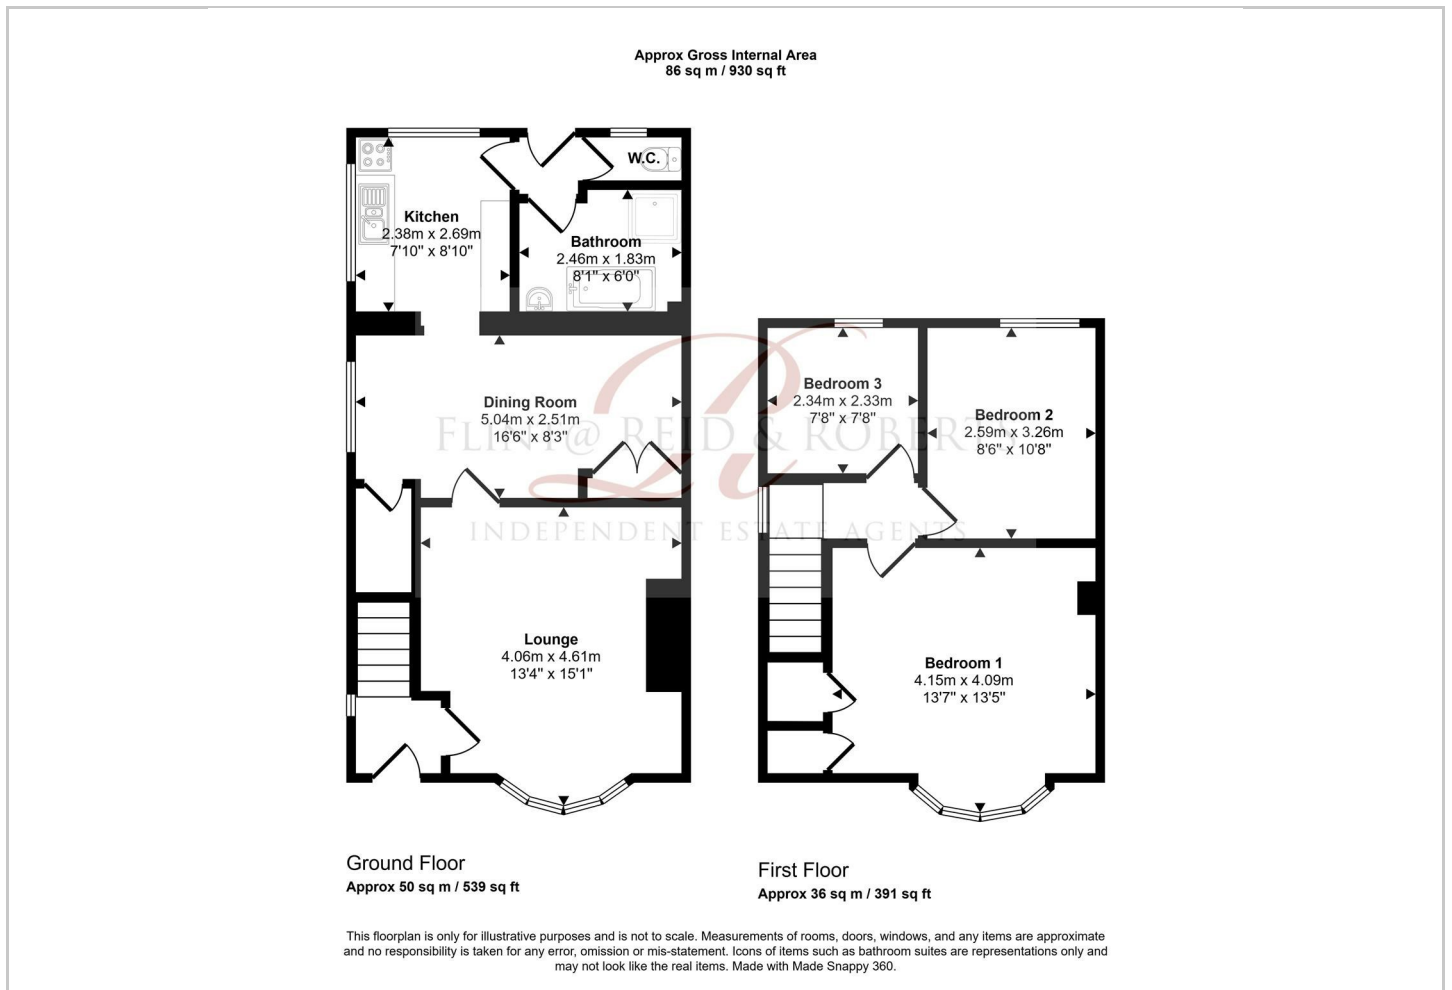 Approx Gross Internal Area
86 sq m / 930 sq ft
W.C.
Kitchen
2.38m x 2.69m
7'10" x 8'10"
Bathroom
2.46m x 1.83m
8'1" x 6'0"
Dining Room
5.04m x 2.51m
16'6" x 8'3"
Bedroom 3
2.34m x 2.33m
7'8" x 7'8"
Bedroom 2
2.59m x 3.26m
8'6" x 10'8"
REID & ROBERTS
INDEPENDENT ESTATE AGENTS
Lounge
4.06m x 4.61m
13'4" x 15'1"
Bedroom 1
4.15m x 4.09m
13'7" x 13'5"
Ground Floor
Approx 50 sq m / 539 sq ft
First Floor
Approx 36 sq m / 391 sq ft
This floorplan is only for illustrative purposes and is not to scale. Measurements of rooms, doors, windows, and any items are approximate
and no responsibility is taken for any error, omission or mis-statement. Icons of items such as bathroom suites are representations only and
may not look like the real items. Made with Made Snappy 360.